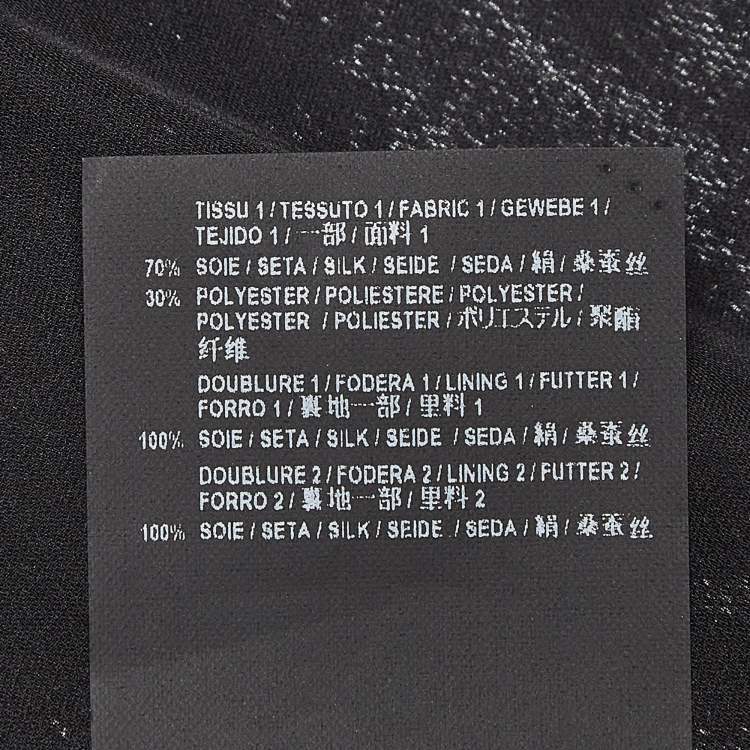 TISSU 1 / TESSUTO 1 / FABRIC 1 / GEWEBE 1 /
TEJIDO 1 / 一部 / 面料 1
70% SOIE / SETA / SILK / SEIDE / SEDA / 絹 / 桑蚕丝
30% POLYESTER / POLIESTERE / POLYESTER /
POLYESTER / POLIESTER / ポリエステル / 聚酯
纤维
DOUBLURE 1 / FODERA 1 / LINING 1 / FUTTER 1 /
FORRO 1 / 裏地一部 / 里料 1
100% SOIE / SETA / SILK / SEIDE / SEDA / 絹 / 桑蚕丝
DOUBLURE 2 / FODERA 2 / LINING 2 / FUTTER 2 /
FORRO 2 / 裏地一部 / 里料 2
100% SOIE / SETA / SILK / SEIDE / SEDA / 絹 / 桑蚕丝